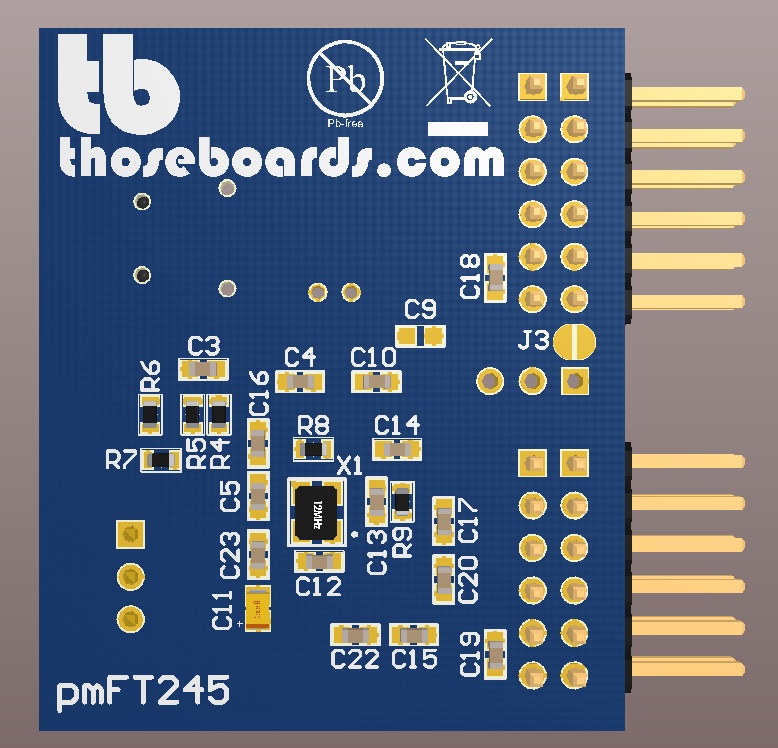 tb
Pb
Pb-free
thoseboards.com
C18
C9
J3
C3
C4
C10
R6
C16
R5
R4
R8
C14
R7
X1
C5
12MHz
C13
R9
C17
C23
C12
C20
C11
+
C22
C15
C19
pmFT245